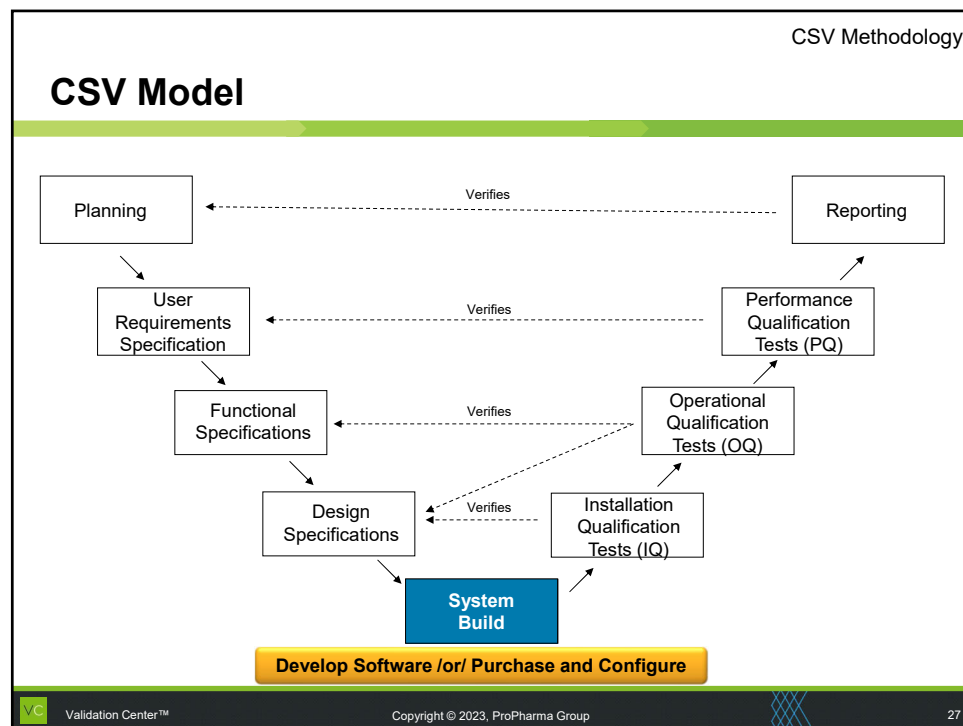 CSV Methodology
CSV Model
Planning
Verifies
Reporting
User
Requirements
Specification
Verifies
Performance
Qualification
Tests (PQ)
Functional
Specifications
Verifies
Operational
Qualification
Tests (OQ)
Design
Specifications
Verifies
Installation
Qualification
Tests (IQ)
System
Build
Develop Software /or/ Purchase and Configure
VC
Validation Center™
Copyright © 2023, ProPharma Group
27